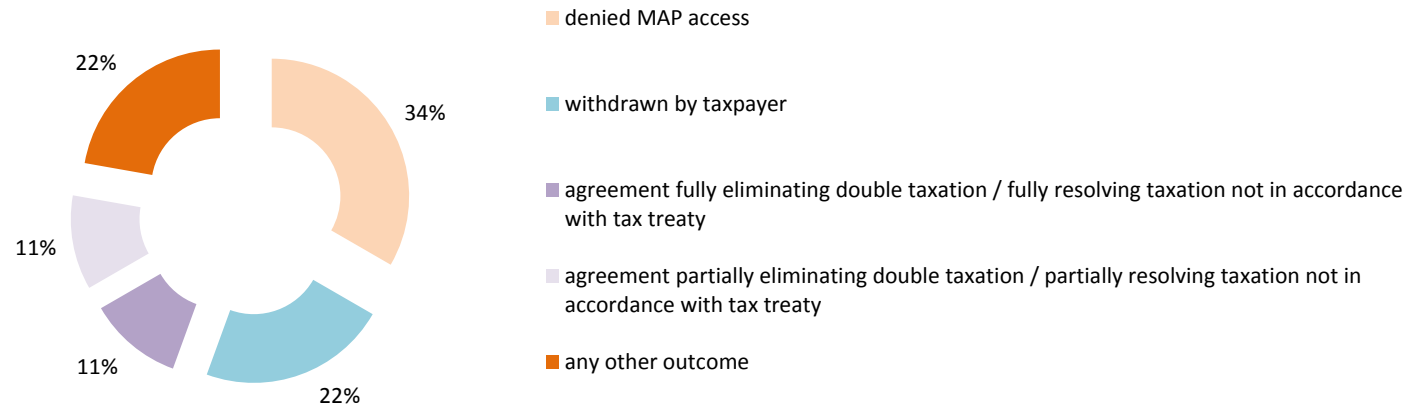 denied MAP access
22%
34%
withdrawn by taxpayer
agreement fully eliminating double taxation / fully resolving taxation not in accordance
with tax treaty
11%
agreement partially eliminating double taxation / partially resolving taxation not in
accordance with tax treaty
11%
any other outcome
22%